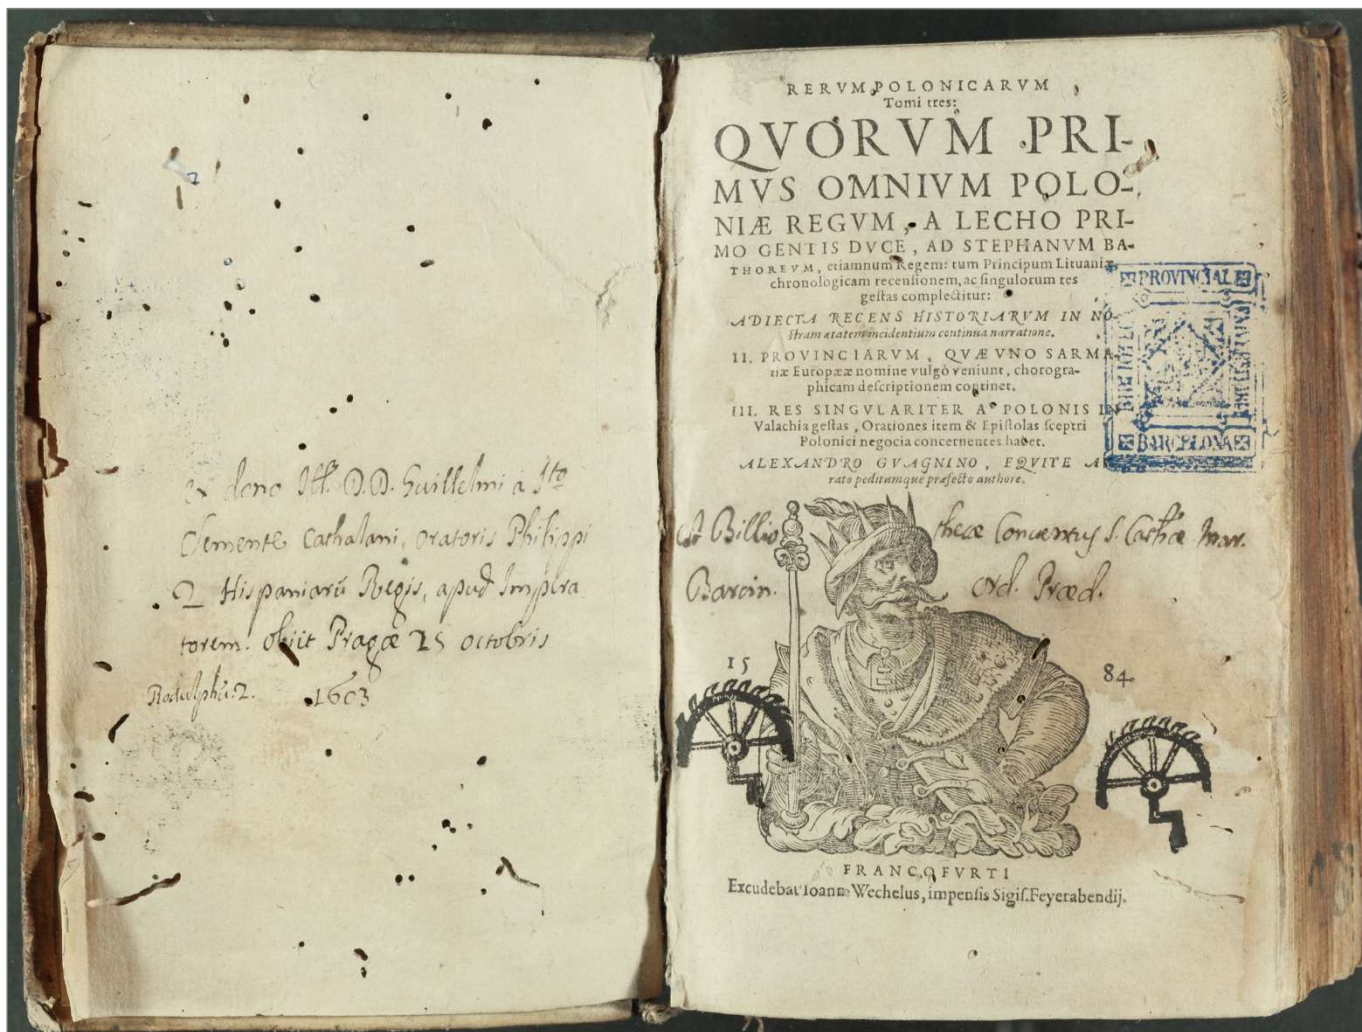 ex dono Ill. D.D. Guillelmi a Sto
Clemente Cathalani, oratoris Philippi
2 Hispaniarū Regis, apud Impera
torem. obiit Pragæ 25 octobris
Rodulphū.2. 1603
RERVM POLONICARVM
Tomi tres:
QVORVM PRI-
MVS OMNIVM POLO-
NIÆ REGVM, A LECHO PRI-
MO GENTIS DVCE, AD STEPHANVM BA-
THOREVM, etiamnum Regem: tum Principum Lituaniæ
chronologicam recensionem, ac singulorum res
gestas complectitur:
ADIECTA RECENS HISTORIARVM IN NO-
stram ætatem incidentium continua narratione.
II. PROVINCIARVM, QVÆ VNO SARMA-
tiæ Europææ nomine vulgò veniunt, chorogra-
phicam descriptionem continet.
III. RES SINGVLARITER A POLONIS IN
Valachia gestas, Orationes item & Epistolas sceptri
Polonici negocia concernentes habet.
ALEXANDRO GVAGNINO, EQVITE A
rato peditumque præfecto authore.
BIBLIOTECA PROVINCIAL
BARCELONA
est Billio thecæ Conventus S. Cathæ Mar.
Barcin. Ord. Præd.
15 84
FRANCOFVRTI
Excudebat Ioann Wechelus, impensis Sigis. Feyerabendij.